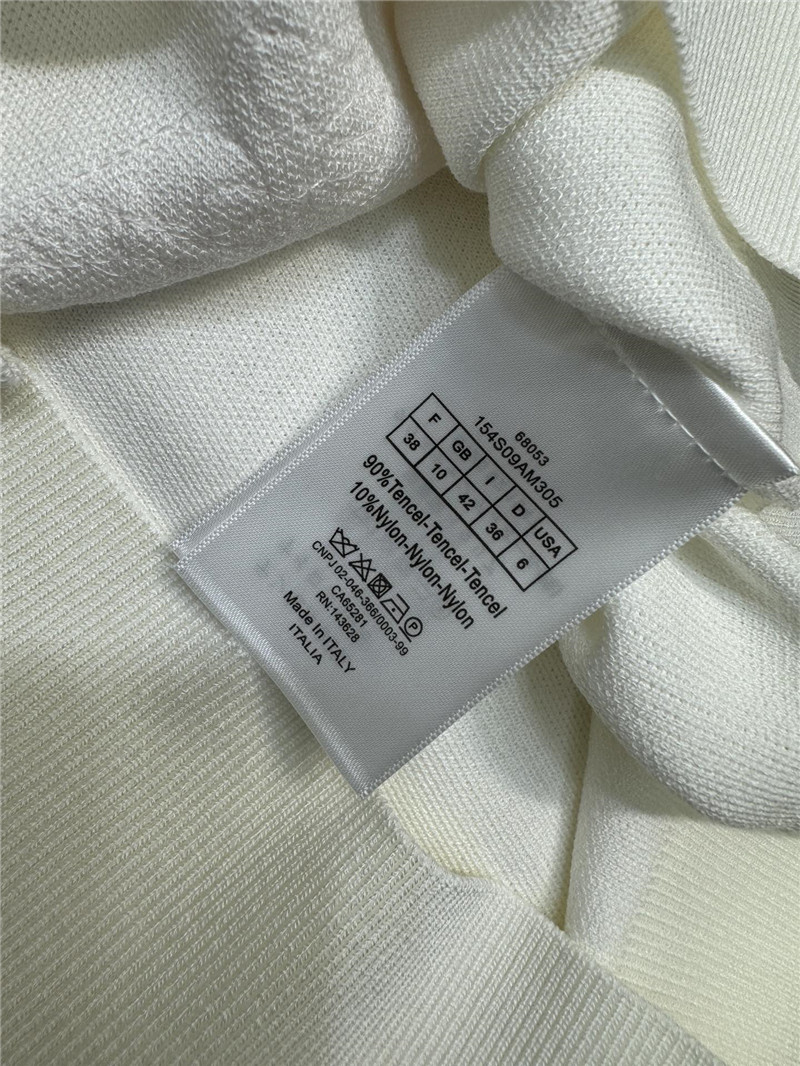 68053
154S09AM305
F GB I D USA
38 10 42 36 6
90%Tencel-Tencel-Tencel
10%Nylon-Nylon-Nylon
P
CNPJ 02-046-366/0003-99
CA65281
RN:143628
Made In ITALY
ITALIA